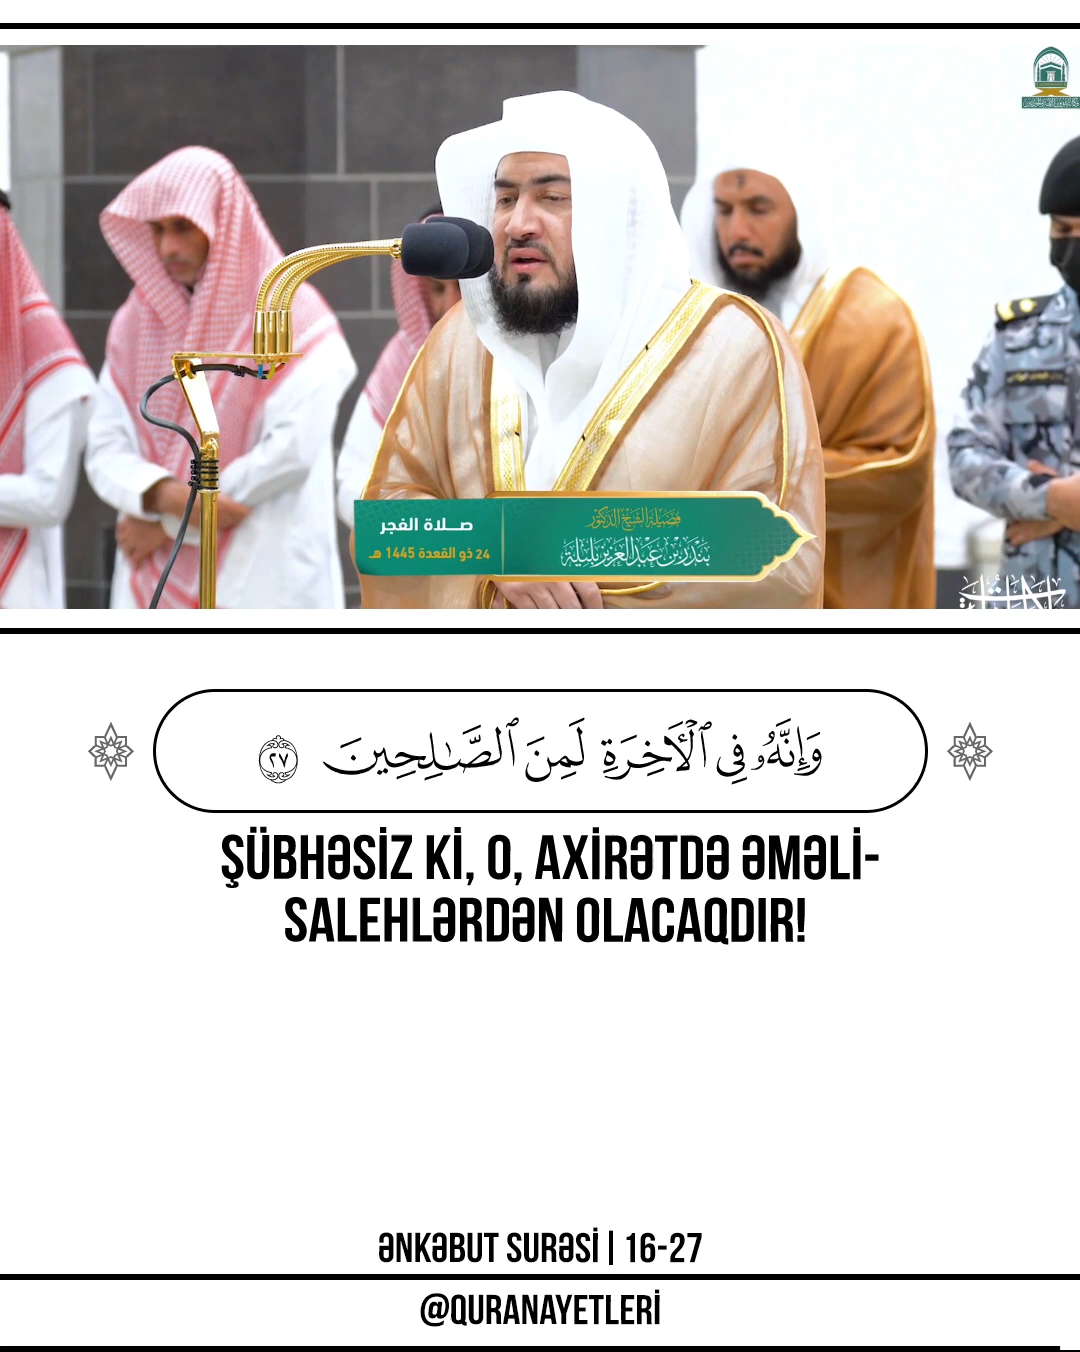 فضيلة الشيخ الدكتور
بندر بن عبدالعزيز بليلة
صلاة الفجر
24 ذو القعدة 1445 هـ
وَإِنَّهُۥ فِى ٱلْـَٔاخِرَةِ لَمِنَ ٱلصَّـٰلِحِينَ ٢٧
ŞÜBHƏSİZ Kİ, O, AXİRƏTDƏ ƏMƏLİ-
SALEHLƏRDƏN OLACAQDIR!
ƏNKƏBUT SURƏSİ | 16-27
@QURANAYETLERİ